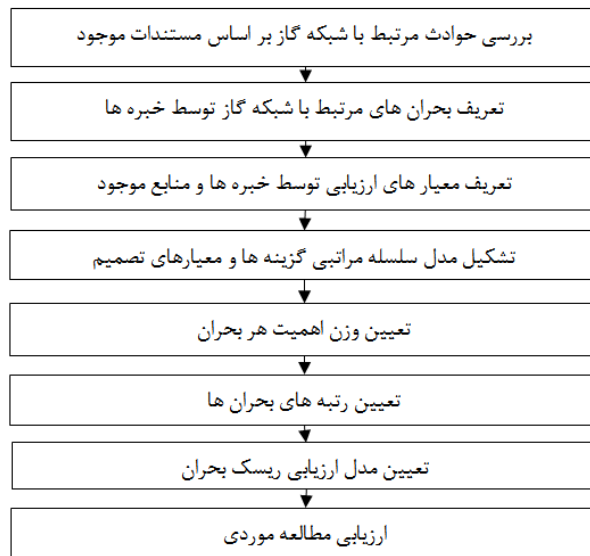 بررسی حوادث مرتبط با شبکه گاز بر اساس مستندات موجود
تعریف بحران های مرتبط با شبکه گاز توسط خبره ها
تعریف معیار های ارزیابی توسط خبره ها و منابع موجود
تشکیل مدل سلسله مراتبی گزینه ها و معیارهای تصمیم
تعیین وزن اهمیت هر بحران
تعیین رتبه های بحران ها
تعیین مدل ارزیابی ریسک بحران
ارزیابی مطالعه موردی